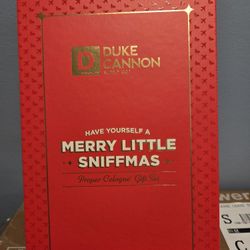 DUKE
CANNON
HAVE YOURSELF A
MERRY LITTLE
SNIFFMAS
Proper Cologne Gift Set